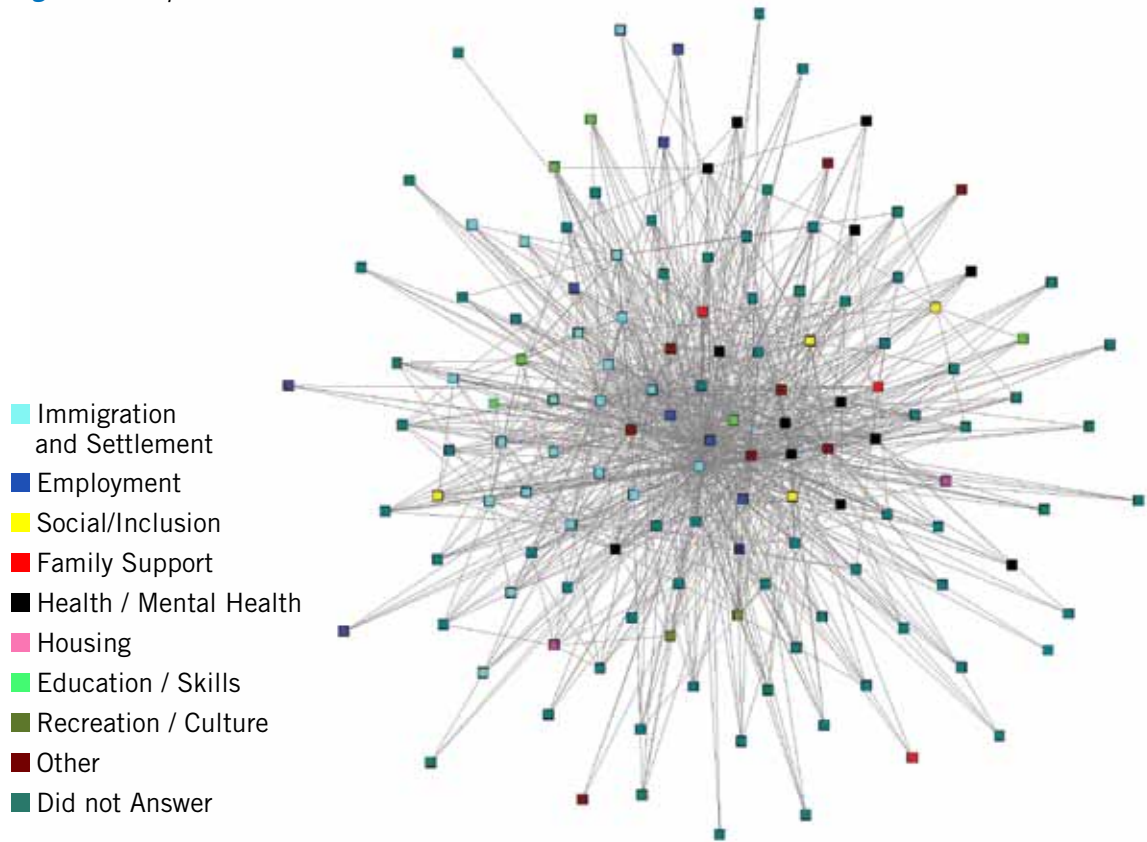 Immigration
and Settlement
Employment
Social/Inclusion
Family Support
Health / Mental Health
Housing
Education / Skills
Recreation / Culture
Other
Did not Answer